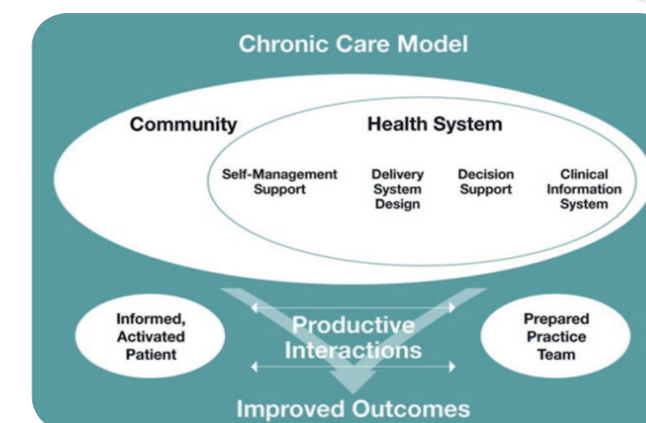 Chronic Care Model
Community
Health System
Self-Management
Support
Delivery
System
Design
Decision
Support
Clinical
Information
System
Informed,
Activated
Patient
Productive
Interactions
Prepared
Practice
Team
Improved Outcomes